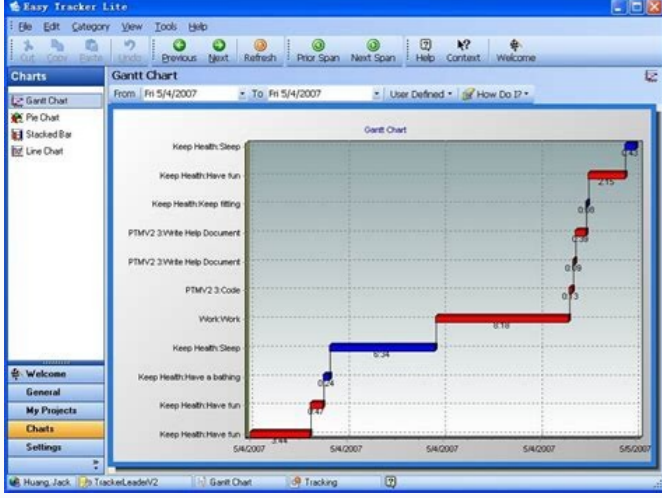 Easy Tracker Lite
File Edit Category View Tools Help
Cut Copy Paste Undo Previous Next Refresh Prior Span Next Span Help Context Welcome
Charts
Gantt Chart
Pie Chart
Stacked Bar
Line Chart
Welcome
General
My Projects
Charts
Settings
Gantt Chart
From Fri 5/4/2007 To Fri 5/4/2007 User Defined How Do I?
Gantt Chart
Keep Health:Sleep 0:43
Keep Health:Have fun 2:15
Keep Health:Keep fitting
PTMV2 3:Write Help Document 0:39
PTMV2 3:Write Help Document 0:09
PTMV2 3:Code 0:13
Work:Work 8:18
Keep Health:Sleep 6:34
Keep Health:Have a bathing 0:24
Keep Health:Have fun 0:47
Keep Health:Have fun 3:44
5/4/2007 5/4/2007 5/4/2007 5/4/2007 5/5/2007
Huang, Jack TrackerLeaderV2 Gantt Chart Tracking